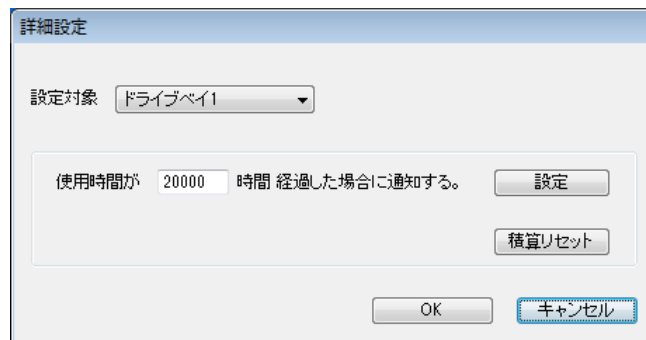 詳細設定
設定対象 ドライブベイ1
使用時間が 20000 時間 経過した場合に通知する。 設定
積算リセット
OK キャンセル